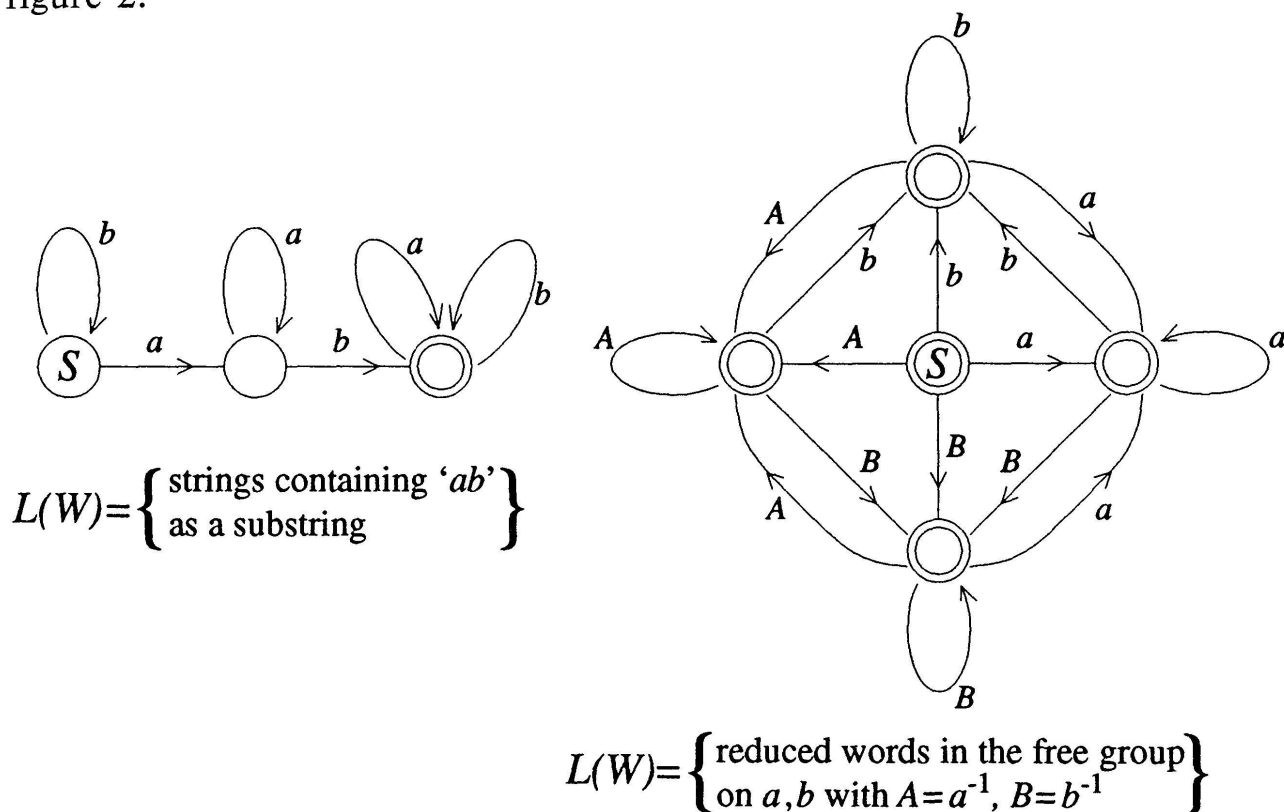 figure 2.
b
a
a
b
S
a
b
L(W)={strings containing ‘ab’
as a substring}
b
A
a
b
b
b
A
A
S
a
a
B
B
B
A
a
B
L(W)={reduced words in the free group
on a,b with A=a⁻¹, B=b⁻¹}